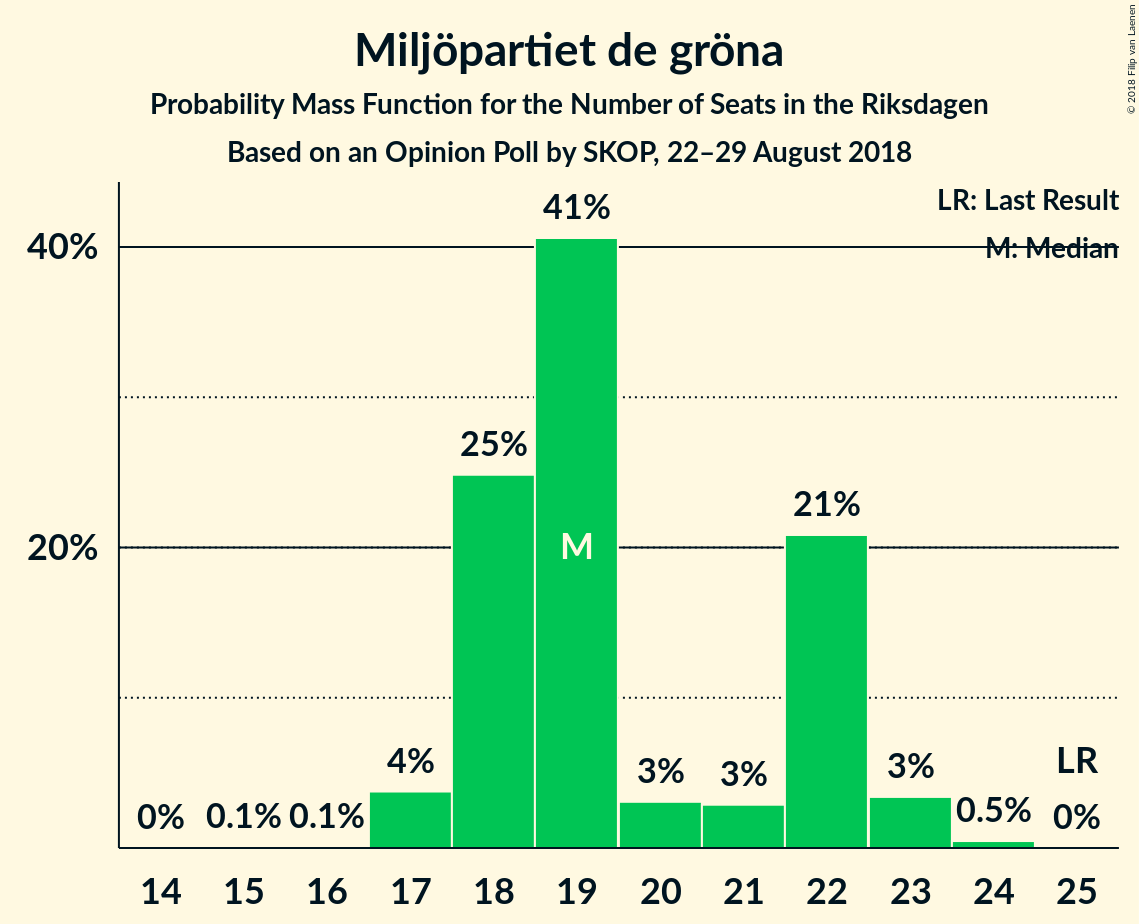 Miljöpartiet de gröna
Probability Mass Function for the Number of Seats in the Riksdagen
Based on an Opinion Poll by SKOP, 22–29 August 2018
© 2018 Filip van Laenen
LR: Last Result
M: Median
40%
20%
0%
0.1%
0.1%
4%
25%
41%
M
3%
3%
21%
3%
0.5%
LR
0%
14 15 16 17 18 19 20 21 22 23 24 25